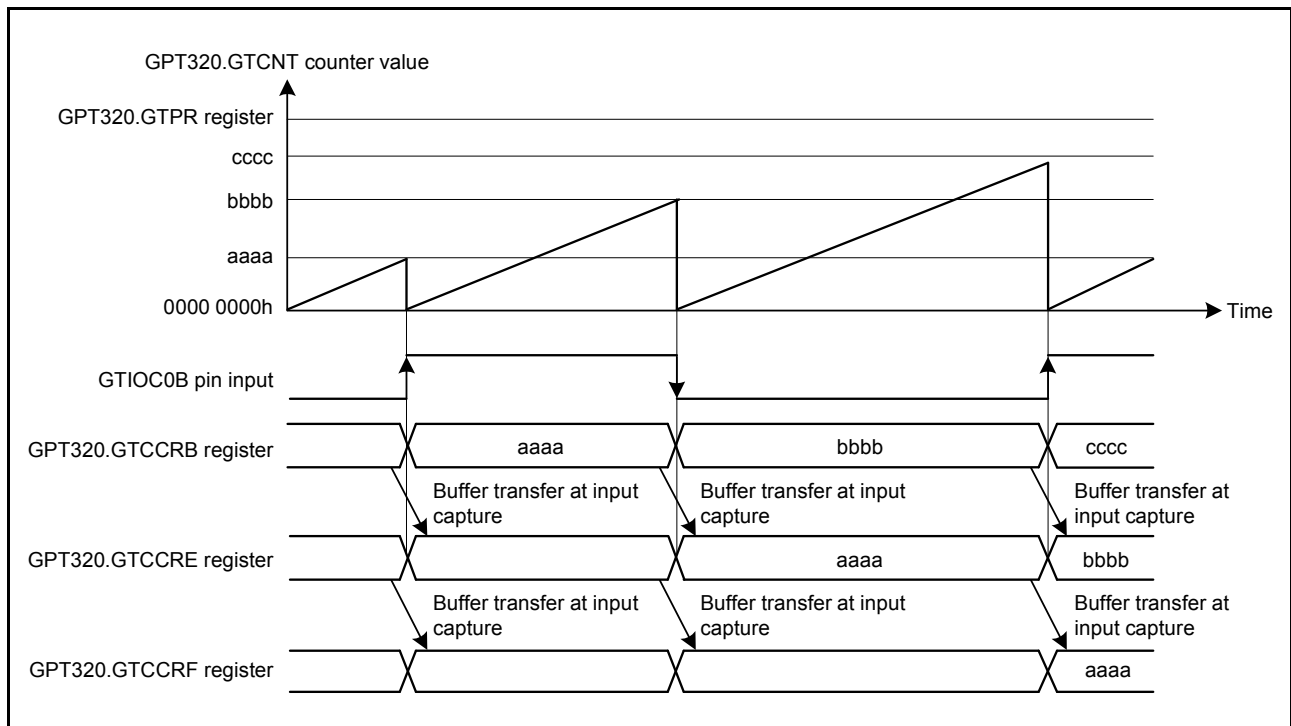 GPT320.GTCNT counter value
GPT320.GTPR register
cccc
bbbb
aaaa
0000 0000h
Time
GTIOC0B pin input
GPT320.GTCCRB register
aaaa
bbbb
cccc
Buffer transfer at input
capture
Buffer transfer at input
capture
Buffer transfer at
input capture
GPT320.GTCCRE register
aaaa
bbbb
Buffer transfer at input
capture
Buffer transfer at input
capture
Buffer transfer at
input capture
GPT320.GTCCRF register
aaaa